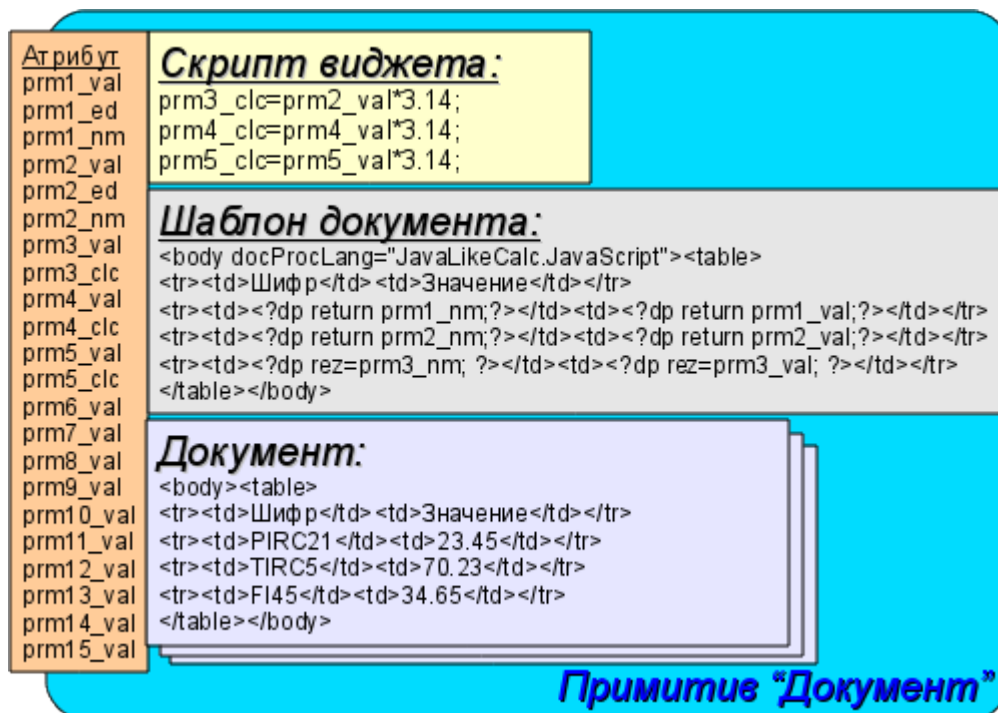 Атрибут
prm1_val
prm1_ed
prm1_nm
prm2_val
prm2_ed
prm2_nm
prm3_val
prm3_clc
prm4_val
prm4_clc
prm5_val
prm5_clc
prm6_val
prm7_val
prm8_val
prm9_val
prm10_val
prm11_val
prm12_val
prm13_val
prm14_val
prm15_val
Скрипт виджета:
prm3_clc=prm2_val*3.14;
prm4_clc=prm4_val*3.14;
prm5_clc=prm5_val*3.14;
Шаблон документа:
<body docProcLang="JavaLikeCalc.JavaScript"><table>
<tr><td>Шифр</td><td>Значение</td></tr>
<tr><td><?dp return prm1_nm;?></td><td><?dp return prm1_val;?></td></tr>
<tr><td><?dp return prm2_nm;?></td><td><?dp return prm2_val;?></td></tr>
<tr><td><?dp rez=prm3_nm; ?></td><td><?dp rez=prm3_val; ?></td></tr>
</table></body>
Документ:
<body><table>
<tr><td>Шифр</td><td>Значение</td></tr>
<tr><td>PIRC21</td><td>23.45</td></tr>
<tr><td>TIRC5</td><td>70.23</td></tr>
<tr><td>FI45</td><td>34.65</td></tr>
</table></body>
Примитив “Документ”